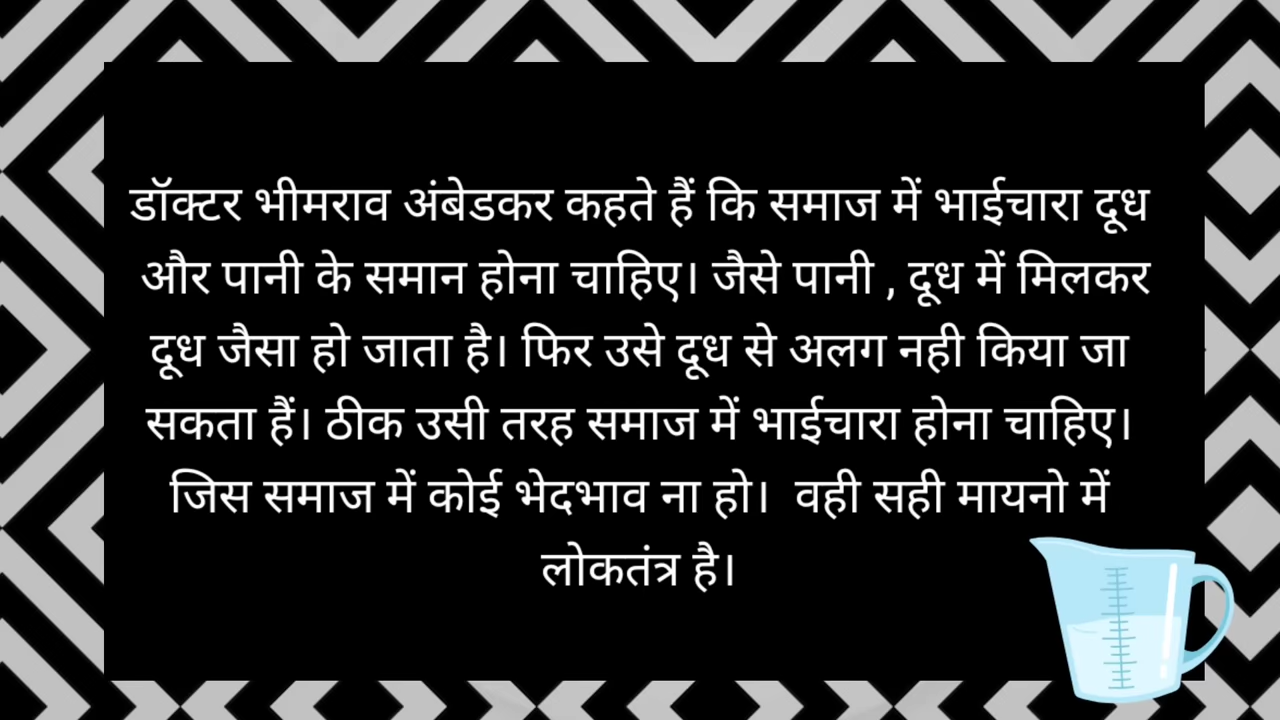 डॉक्टर भीमराव अंबेडकर कहते हैं कि समाज में भाईचारा दूध
और पानी के समान होना चाहिए। जैसे पानी , दूध में मिलकर
दूध जैसा हो जाता है। फिर उसे दूध से अलग नही किया जा
सकता हैं। ठीक उसी तरह समाज में भाईचारा होना चाहिए।
जिस समाज में कोई भेदभाव ना हो। वही सही मायनो में
लोकतंत्र है।